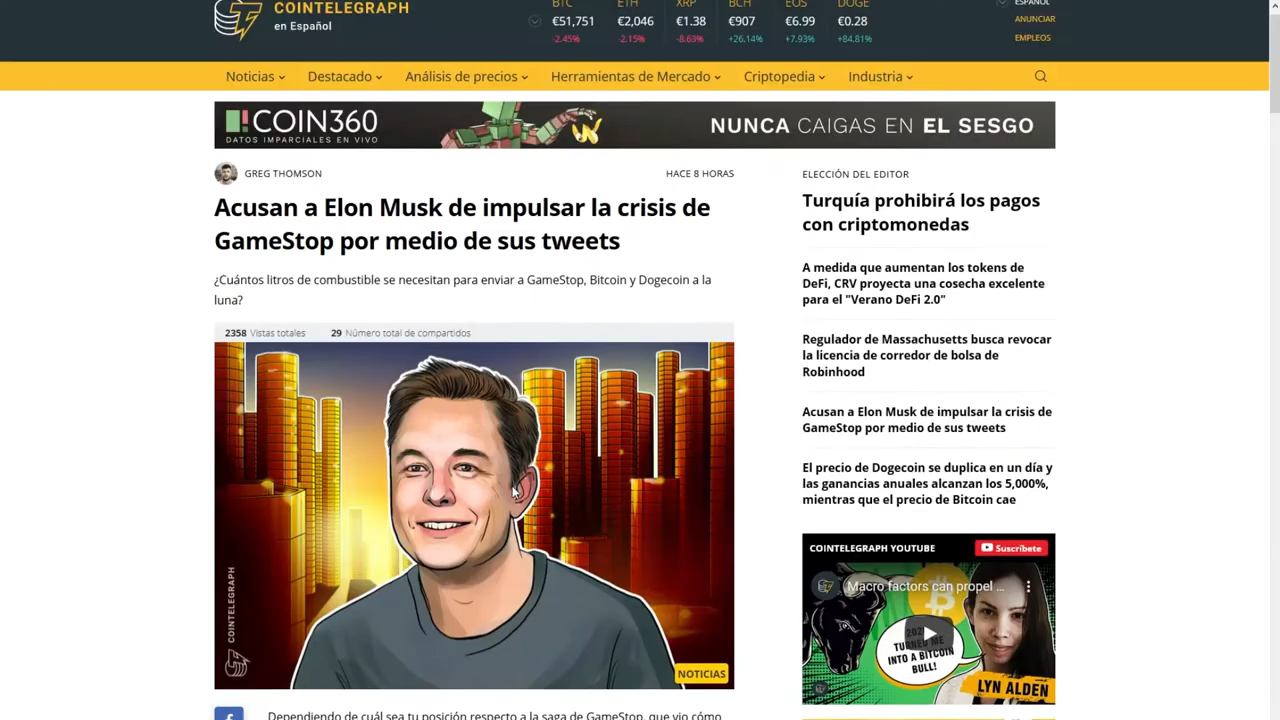 COINTELEGRAPH
en Español
BTC ETH XRP BCH EOS DOGE
€51,751 €2,046 €1.38 €907 €6.99 €0.28
-2.45% -2.15% -8.63% +26.14% +7.93% +84.81%
ESPAÑOL
ANUNCIAR
EMPLEOS
Noticias Destacado Análisis de precios Herramientas de Mercado Criptopedia Industria
COIN360
DATOS IMPARCIALES EN VIVO
NUNCA CAIGAS EN EL SESGO
GREG THOMSON HACE 8 HORAS
Acusan a Elon Musk de impulsar la crisis de
GameStop por medio de sus tweets
¿Cuántos litros de combustible se necesitan para enviar a GameStop, Bitcoin y Dogecoin a la
luna?
2358 Vistas totales 29 Número total de compartidos
COINTELEGRAPH
NOTICIAS
Dependiendo de cuál sea tu posición respecto a la saga de GameStop, que vio cómo
ELECCIÓN DEL EDITOR
Turquía prohibirá los pagos
con criptomonedas
A medida que aumentan los tokens de
DeFi, CRV proyecta una cosecha excelente
para el "Verano DeFi 2.0"
Regulador de Massachusetts busca revocar
la licencia de corredor de bolsa de
Robinhood
Acusan a Elon Musk de impulsar la crisis de
GameStop por medio de sus tweets
El precio de Dogecoin se duplica en un día y
las ganancias anuales alcanzan los 5,000%,
mientras que el precio de Bitcoin cae
COINTELEGRAPH YOUTUBE Suscríbete
Macro factors can propel ...
TURNED ME
INTO A BITCOIN
BULL!
LYN ALDEN